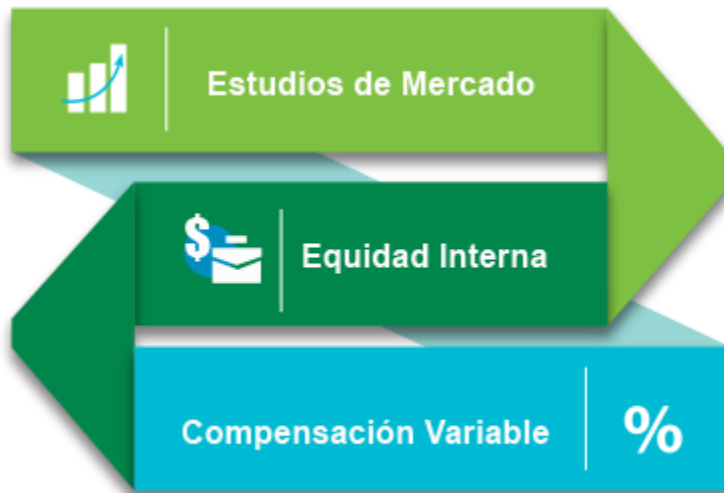 Estudios de Mercado
$
Equidad Interna
Compensación Variable %